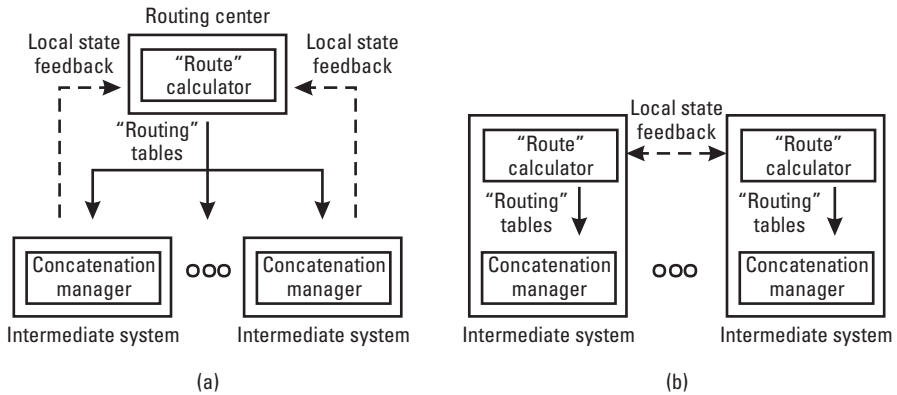 Routing center
Local state
feedback
“Route”
calculator
Local state
feedback
“Routing”
tables
Concatenation
manager
Concatenation
manager
Intermediate system
Intermediate system
(a)
Local state
feedback
“Route”
calculator
“Route”
calculator
“Routing”
tables
“Routing”
tables
Concatenation
manager
Concatenation
manager
Intermediate system
Intermediate system
(b)